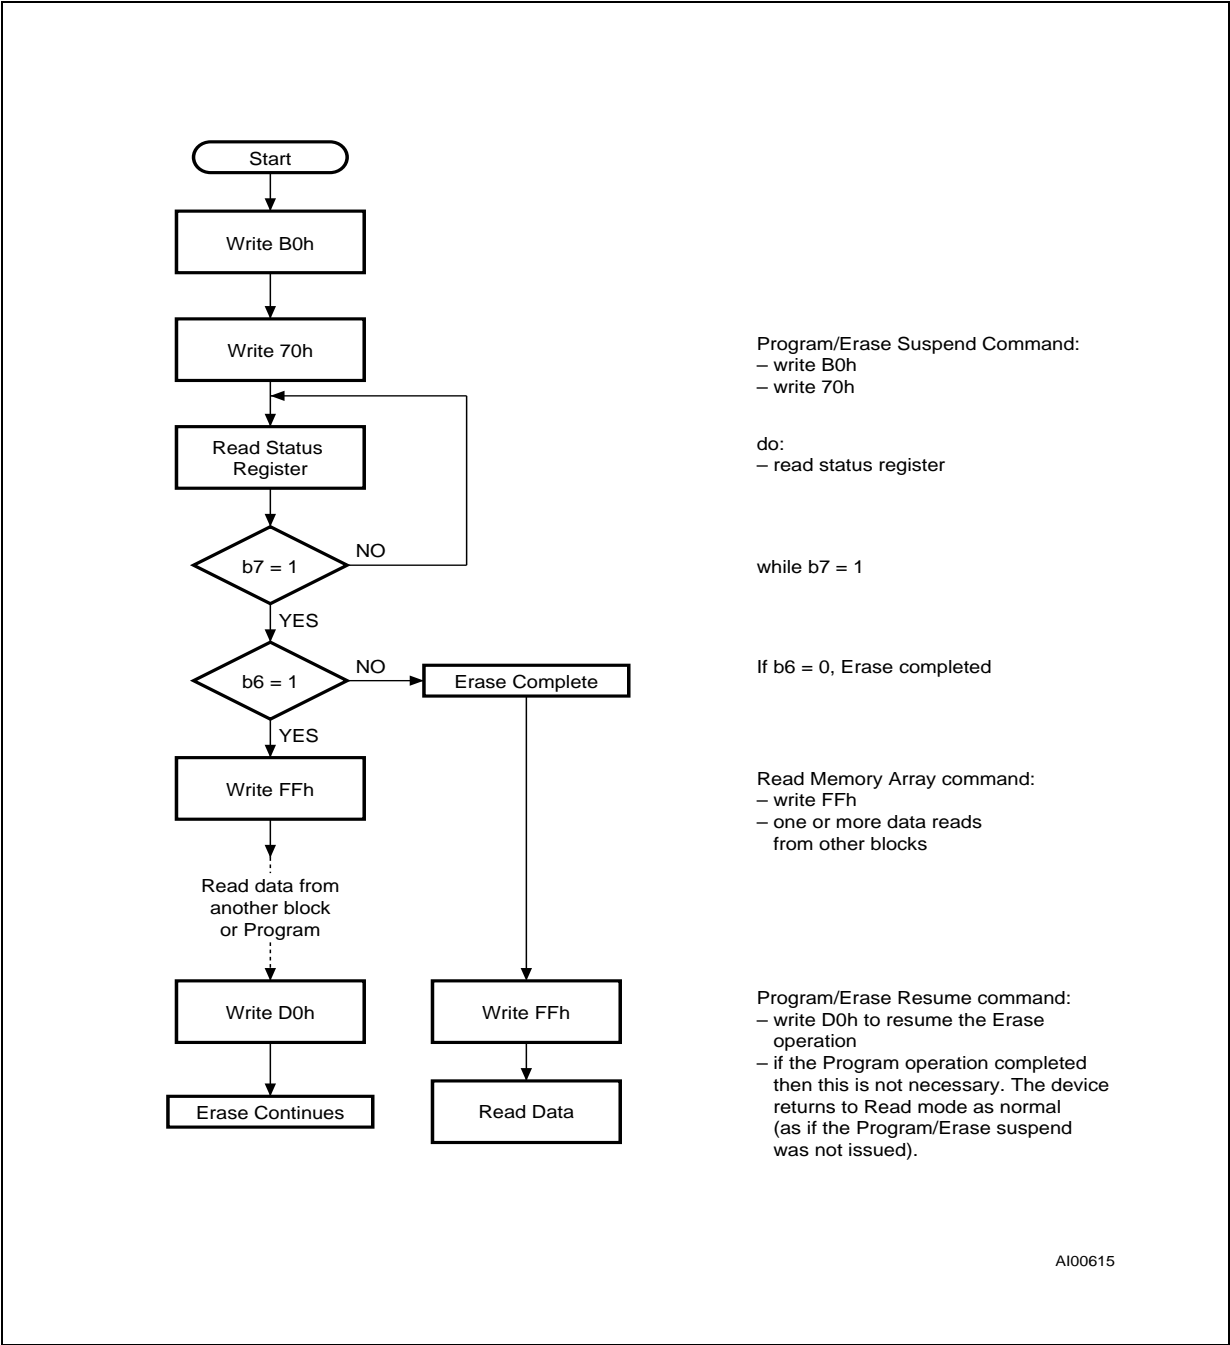 Start
Write B0h
Write 70h
Read Status
Register
b7 = 1
NO
YES
b6 = 1
NO
Erase Complete
YES
Write FFh
Read data from
another block
or Program
Write D0h
Write FFh
Erase Continues
Read Data
Program/Erase Suspend Command:
– write B0h
– write 70h
do:
– read status register
while b7 = 1
If b6 = 0, Erase completed
Read Memory Array command:
– write FFh
– one or more data reads
from other blocks
Program/Erase Resume command:
– write D0h to resume the Erase
operation
– if the Program operation completed
then this is not necessary. The device
returns to Read mode as normal
(as if the Program/Erase suspend
was not issued).
AI00615